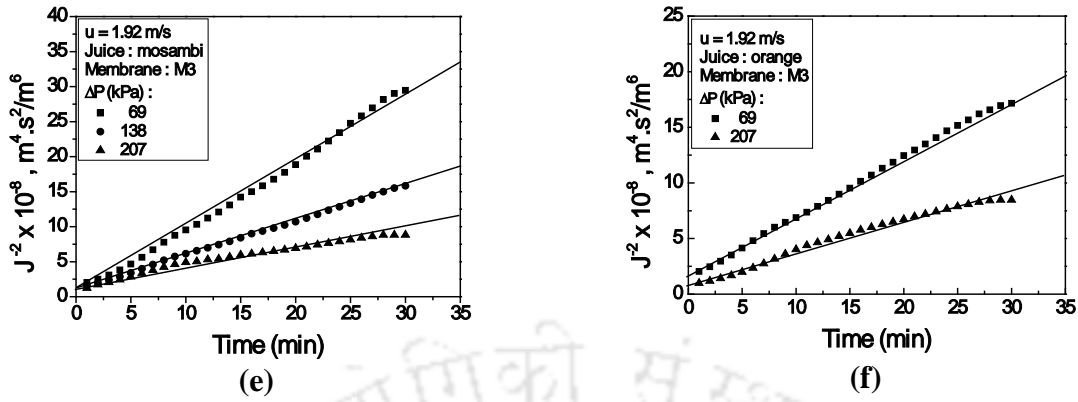 40
35
30
25
20
15
10
5
0
J⁻² x 10⁻⁸ , m⁴.s²/m⁶
u = 1.92 m/s
Juice : mosambi
Membrane : M3
ΔP (kPa) :
69
138
207
0 5 10 15 20 25 30 35
Time (min)
(e)
25
20
15
10
5
0
J⁻² x 10⁻⁸ , m⁴.s²/m⁶
u = 1.92 m/s
Juice : orange
Membrane : M3
ΔP (kPa) :
69
207
0 5 10 15 20 25 30 35
Time (min)
(f)